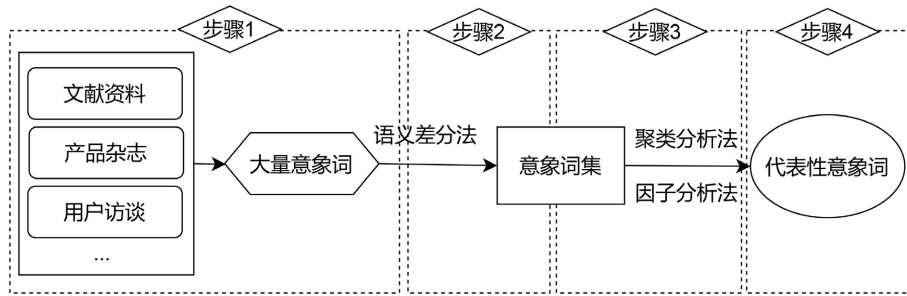 步骤1
步骤2
步骤3
步骤4
文献资料
产品杂志
用户访谈
...
大量意象词
语义差分法
意象词集
聚类分析法
因子分析法
代表性意象词